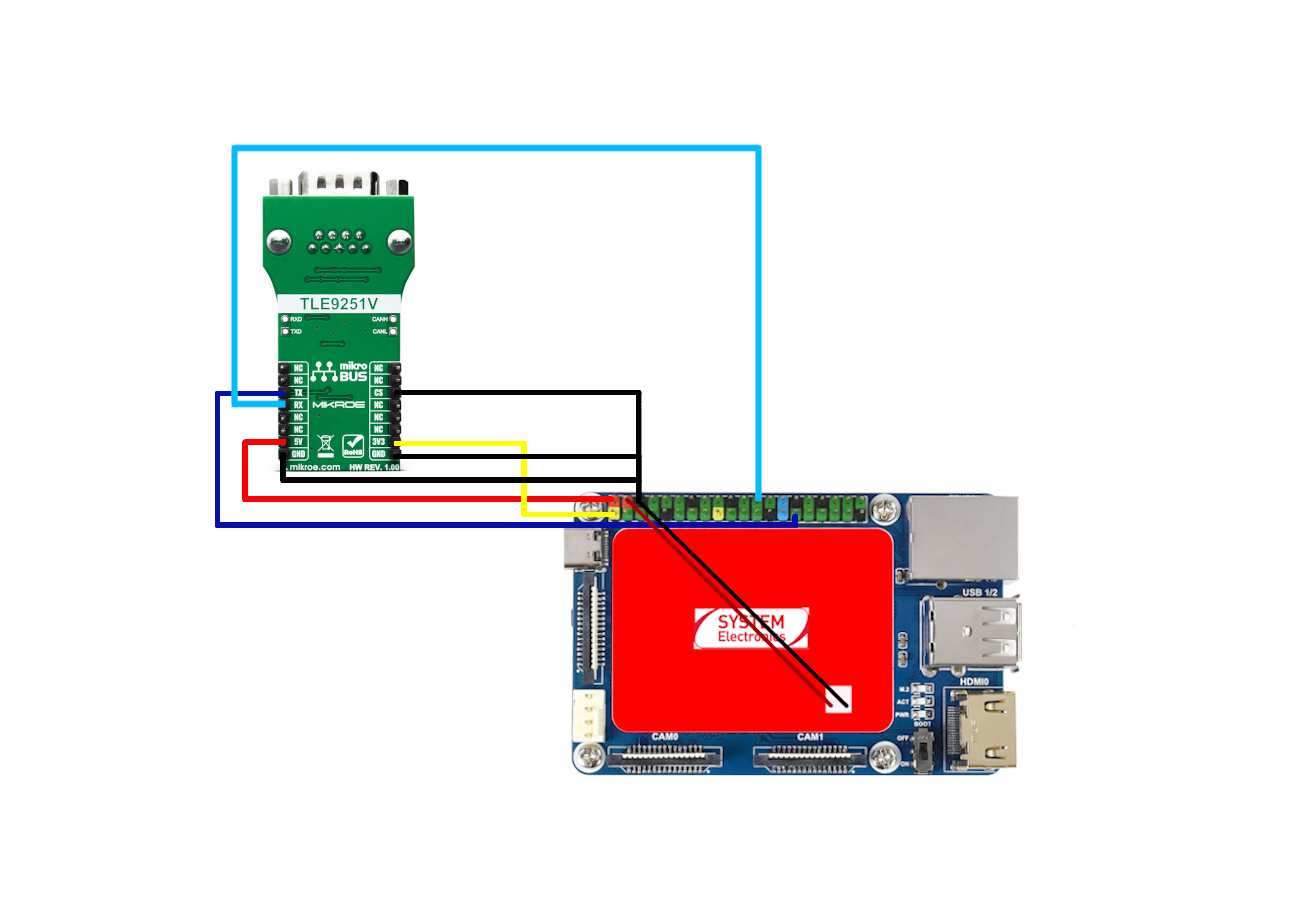 TLE9251V
RXD
CANH
TXD
CANL
NC
NC
TX
RX
NC
NC
5V
GND
mikro
BUS
MIKROE
NC
NC
CS
NC
NC
NC
3V3
GND
RoHS
mikroe.com
HW REV. 1.00
SYSTEM
Electronics
USB 1/2
HDMI0
M.2
ACT
PWR
BOOT
OFF
ON
CAM0
CAM1